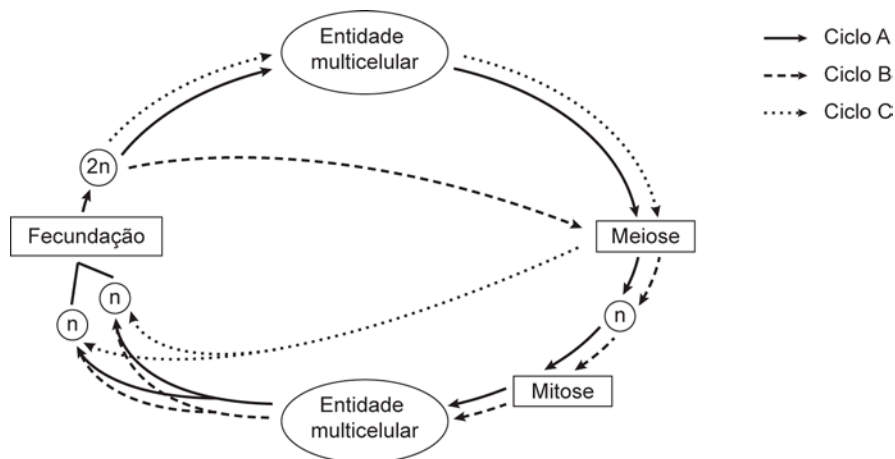 Entidade
multicelular
Ciclo A
Ciclo B
Ciclo C
2n
Fecundação
Meiose
n
n
n
Mitose
Entidade
multicelular